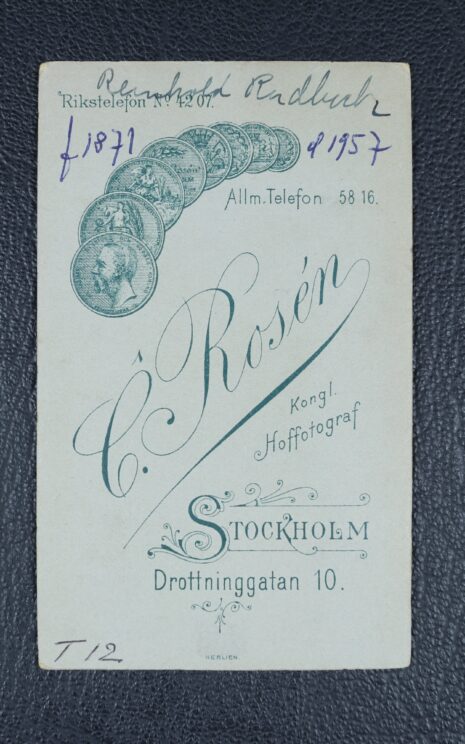 Reinhold Rudbeck
Rikstelefon No 42 07.
f 1871
d 1957
Allm. Telefon 58 16.
C. Rosén
Kongl.
Hoffotograf
STOCKHOLM
Drottninggatan 10.
T 12